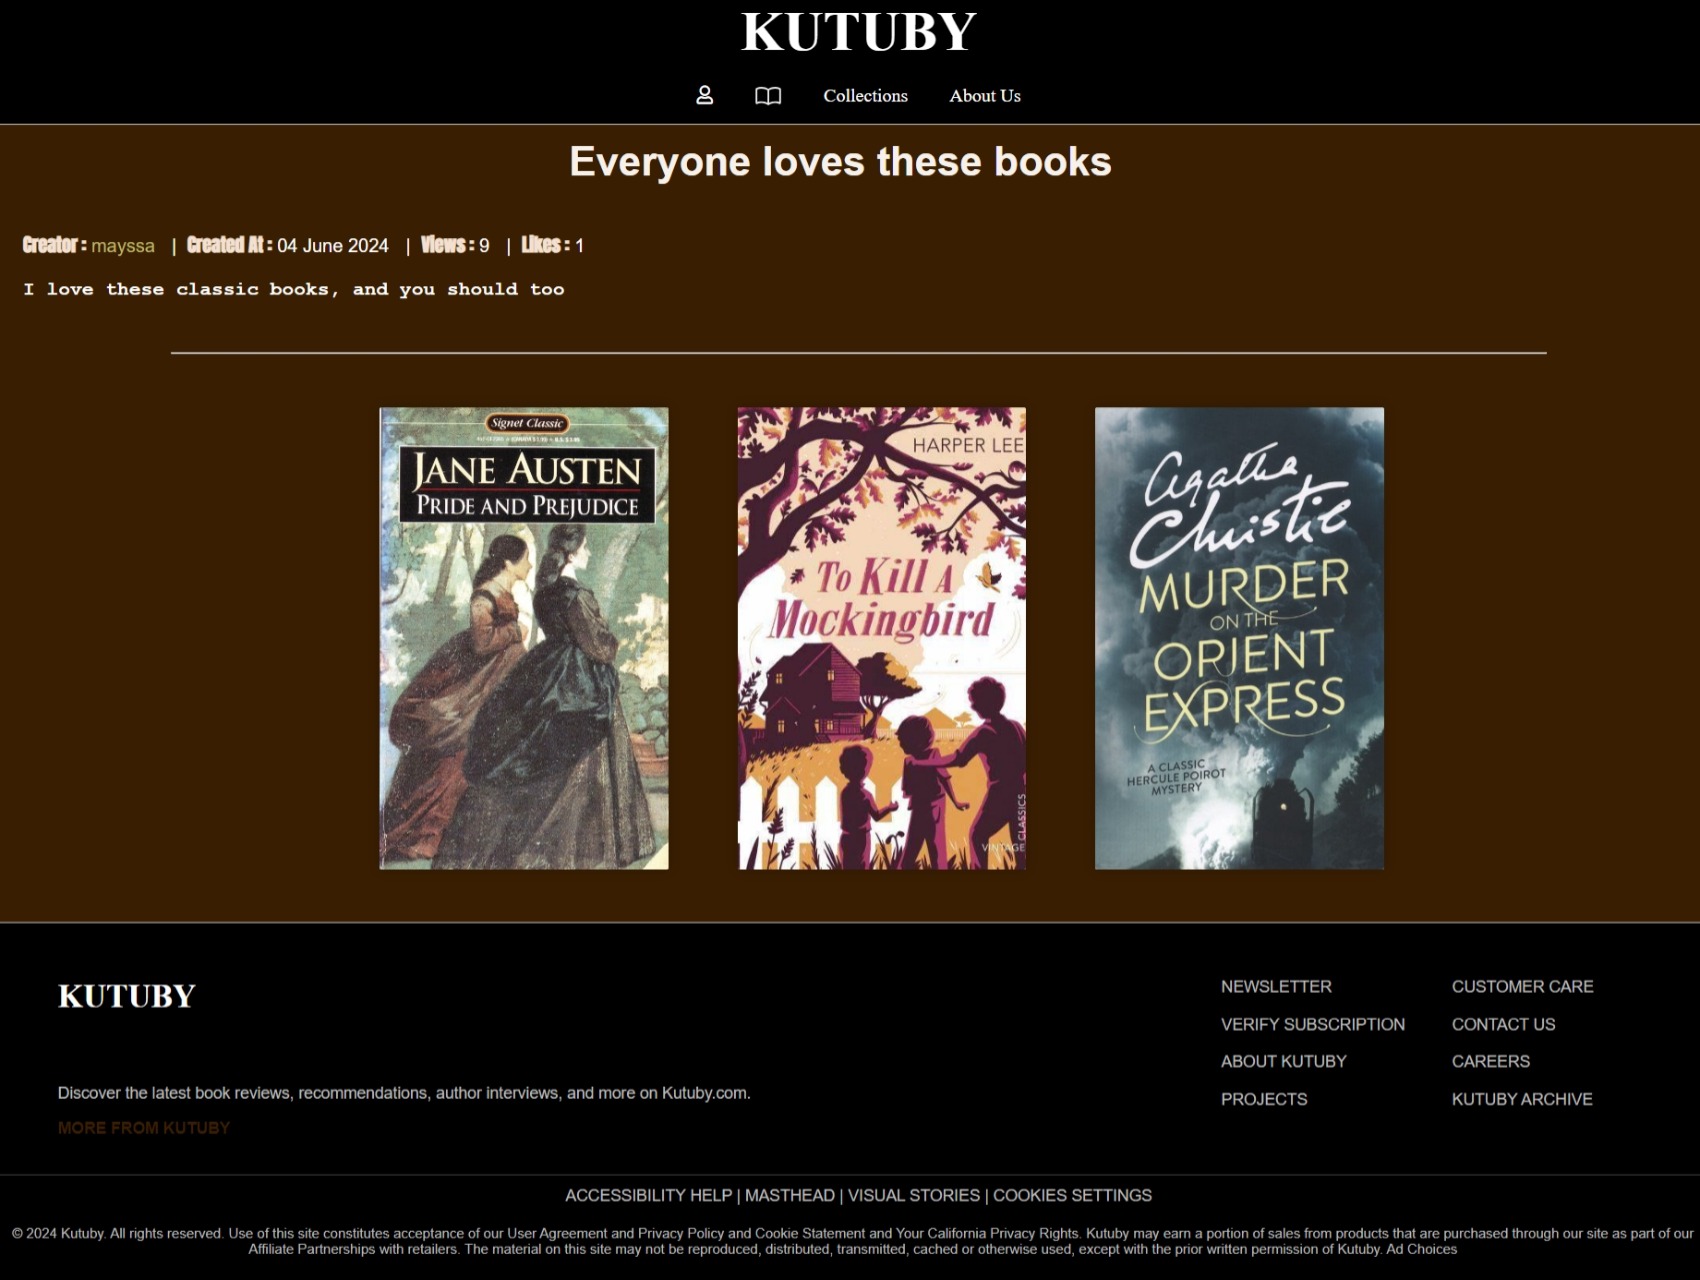 KUTUBY
Collections About Us
Everyone loves these books
Creator : mayssa | Created At : 04 June 2024 | Views : 9 | Likes : 1
I love these classic books, and you should too
Signet Classic
JANE AUSTEN
PRIDE AND PREJUDICE
HARPER LEE
To Kill A
Mockingbird
VINTAGE
CLASSICS
Agatha
Christie
MURDER
ON THE
ORIENT
EXPRESS
A CLASSIC
HERCULE POIROT
MYSTERY
KUTUBY
Discover the latest book reviews, recommendations, author interviews, and more on Kutuby.com.
MORE FROM KUTUBY
NEWSLETTER
VERIFY SUBSCRIPTION
ABOUT KUTUBY
PROJECTS
CUSTOMER CARE
CONTACT US
CAREERS
KUTUBY ARCHIVE
ACCESSIBILITY HELP | MASTHEAD | VISUAL STORIES | COOKIES SETTINGS
© 2024 Kutuby. All rights reserved. Use of this site constitutes acceptance of our User Agreement and Privacy Policy and Cookie Statement and Your California Privacy Rights. Kutuby may earn a portion of sales from products that are purchased through our site as part of our
Affiliate Partnerships with retailers. The material on this site may not be reproduced, distributed, transmitted, cached or otherwise used, except with the prior written permission of Kutuby. Ad Choices